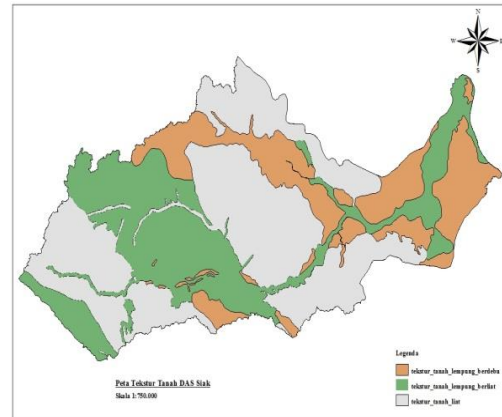 N
W
E
S
Peta Tekstur Tanah DAS Siak
Skala 1:750.000
Legenda
tekstur_tanah_lempung_berdebu
tekstur_tanah_lempung_berliat
tekstur_tanah_liat